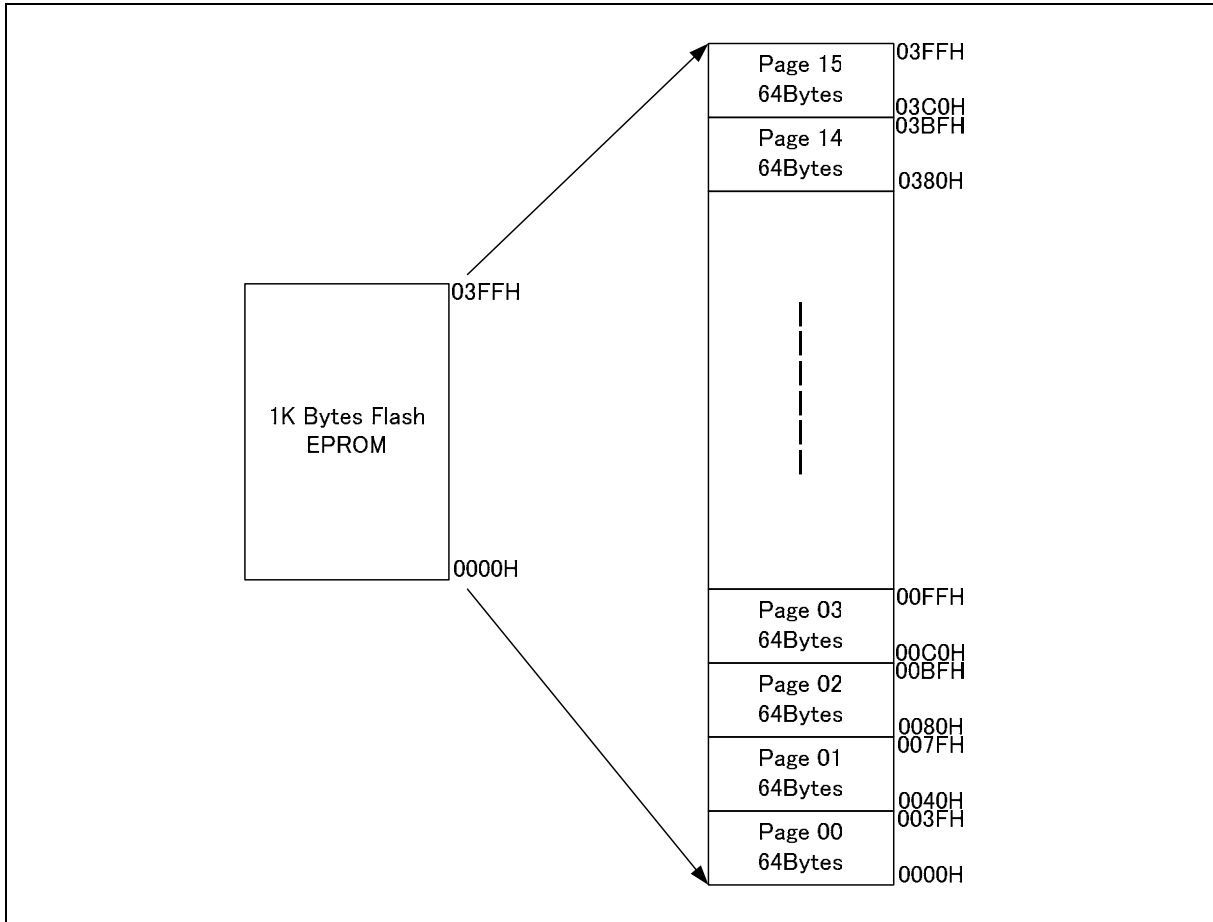 03FFH
Page 15
64Bytes
03C0H
03BFH
Page 14
64Bytes
0380H
03FFH
1K Bytes Flash
EPROM
0000H
00FFH
Page 03
64Bytes
00C0H
00BFH
Page 02
64Bytes
0080H
007FH
Page 01
64Bytes
0040H
003FH
Page 00
64Bytes
0000H